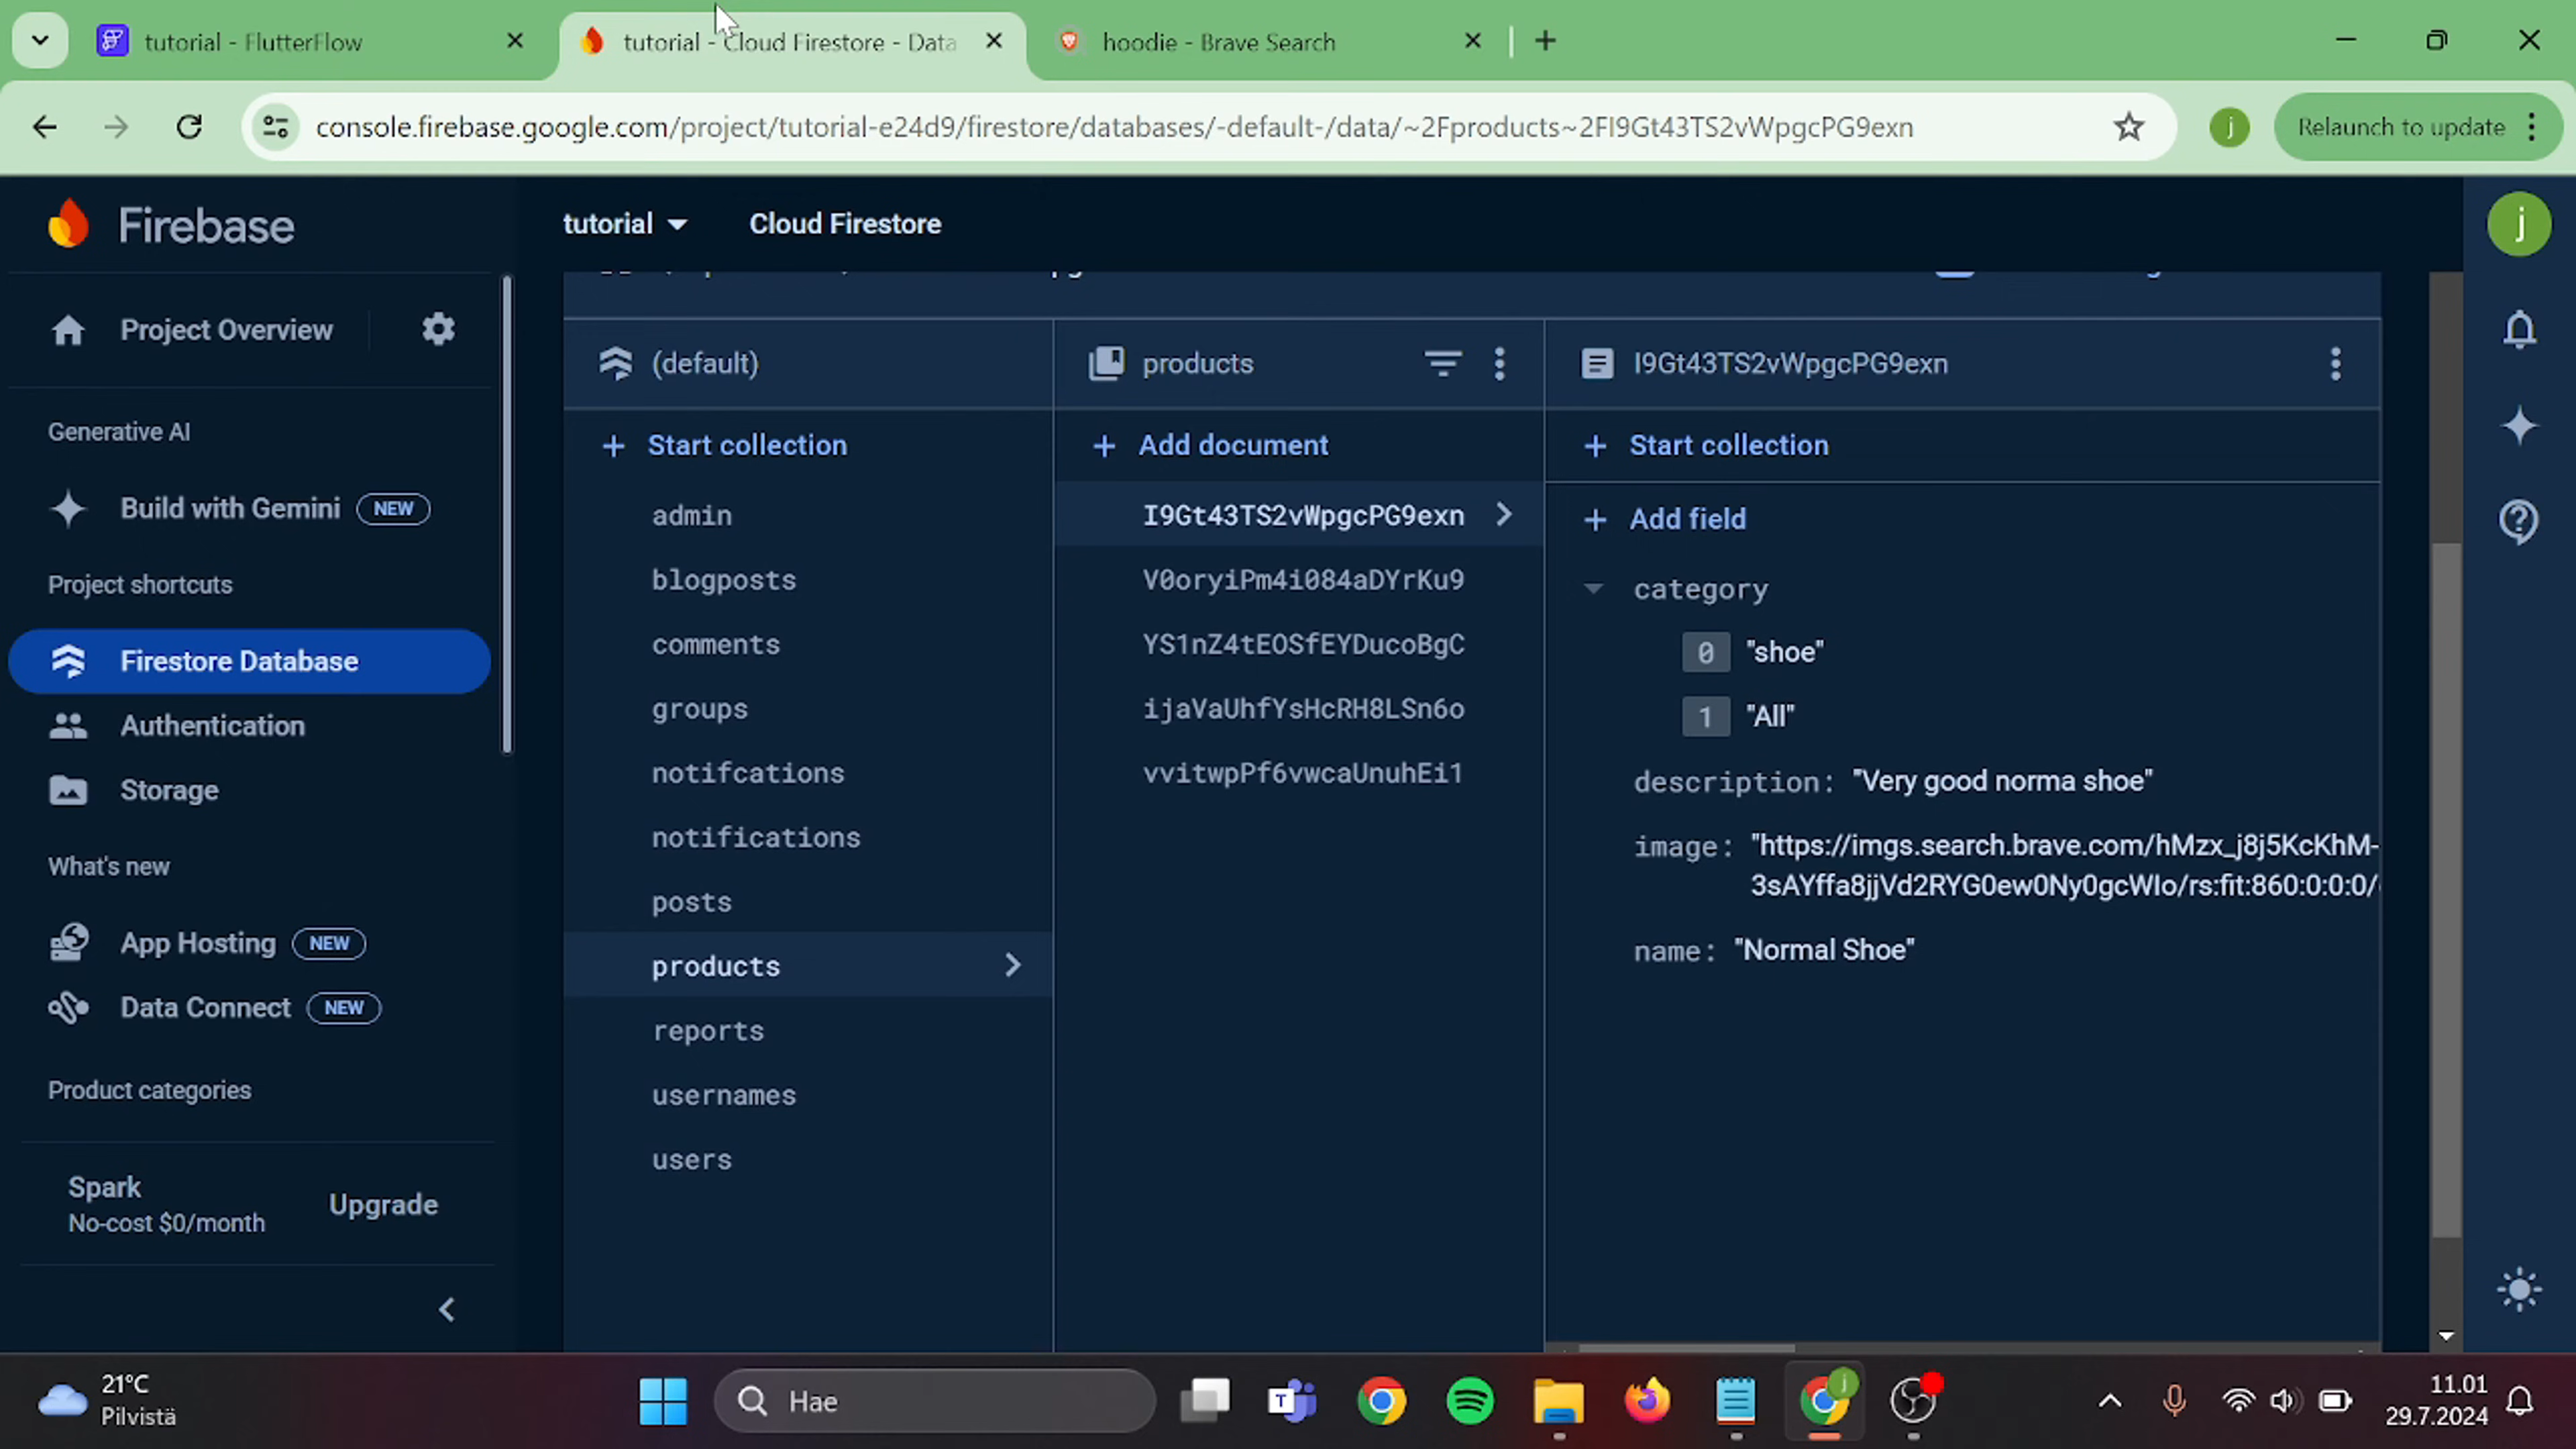 tutorial - FlutterFlow
tutorial - Cloud Firestore - Data
hoodie - Brave Search
console.firebase.google.com/project/tutorial-e24d9/firestore/databases/-default-/data/~2Fproducts~2FI9Gt43TS2vWpgcPG9exn
j
Relaunch to update
Firebase
tutorial
Cloud Firestore
j
Project Overview
Generative AI
Build with Gemini NEW
Project shortcuts
Firestore Database
Authentication
Storage
What's new
App Hosting NEW
Data Connect NEW
Product categories
Spark
No-cost $0/month
Upgrade
(default)
Start collection
admin
blogposts
comments
groups
notifcations
notifications
posts
products
reports
usernames
users
products
Add document
I9Gt43TS2vWpgcPG9exn
V0oryiPm4i084aDYrKu9
YS1nZ4tEOSfEYDucoBgC
ijaVaUhfYsHcRH8LSn6o
vvitwpPf6vwcaUnuhEi1
I9Gt43TS2vWpgcPG9exn
Start collection
Add field
category
0 "shoe"
1 "All"
description: "Very good norma shoe"
image: "https://imgs.search.brave.com/hMzx_j8j5KcKhM-
3sAYffa8jjVd2RYG0ew0Ny0gcWIo/rs:fit:860:0:0:0/
name: "Normal Shoe"
21°C
Pilvistä
Hae
T
j
11.01
29.7.2024